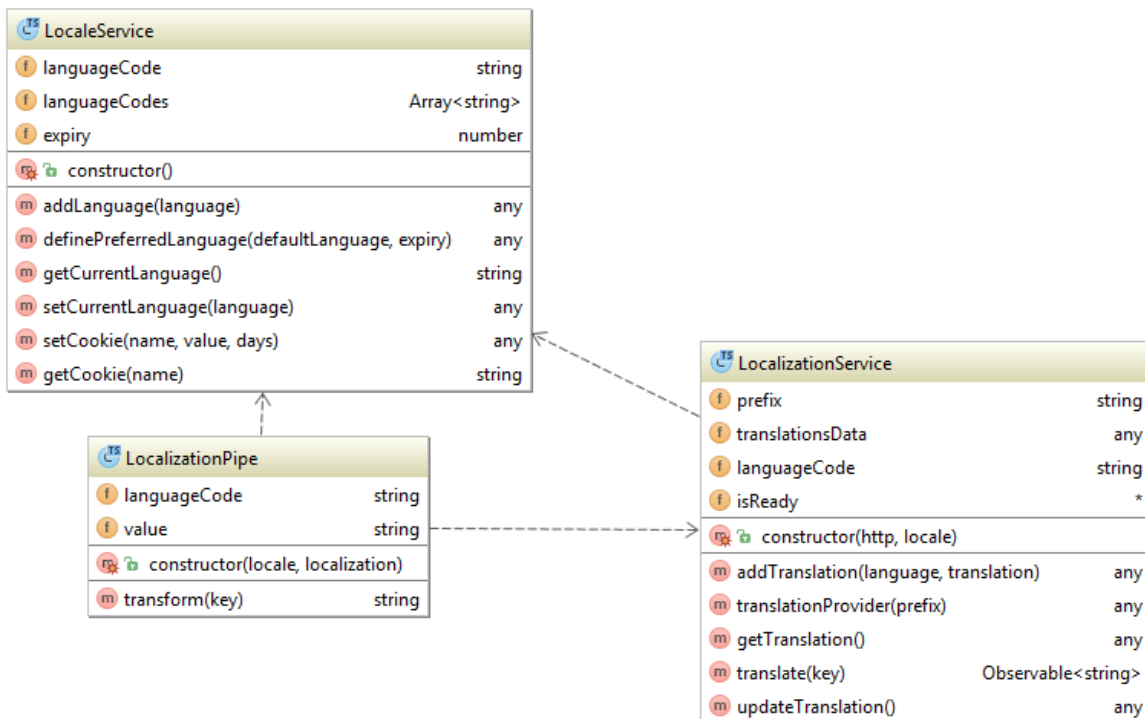 TS LocaleService
f languageCode string
f languageCodes Array<string>
f expiry number
m constructor()
m addLanguage(language) any
m definePreferredLanguage(defaultLanguage, expiry) any
m getCurrentLanguage() string
m setCurrentLanguage(language) any
m setCookie(name, value, days) any
m getCookie(name) string
TS LocalizationPipe
f languageCode string
f value string
m constructor(locale, localization)
m transform(key) string
TS LocalizationService
f prefix string
f translationsData any
f languageCode string
f isReady *
m constructor(http, locale)
m addTranslation(language, translation) any
m translationProvider(prefix) any
m getTranslation() any
m translate(key) Observable<string>
m updateTranslation() any